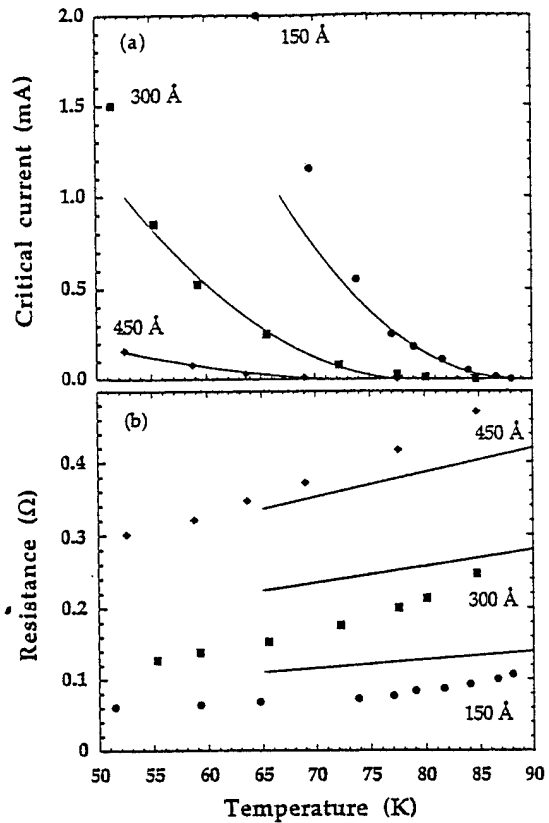 2.0
(a)
150 Å
300 Å
1.5
Critical current (mA)
1.0
0.5
450 Å
0.0
(b)
450 Å
0.4
0.3
Resistance (Ω)
300 Å
0.2
0.1
150 Å
0
50 55 60 65 70 75 80 85 90
Temperature (K)